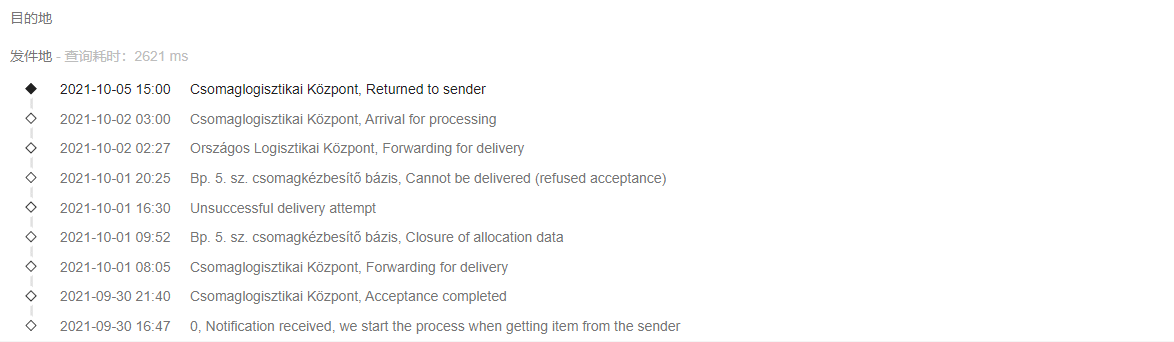 目的地
发件地 - 查询耗时：2621 ms
2021-10-05 15:00 Csomaglogisztikai Központ, Returned to sender
2021-10-02 03:00 Csomaglogisztikai Központ, Arrival for processing
2021-10-02 02:27 Országos Logisztikai Központ, Forwarding for delivery
2021-10-01 20:25 Bp. 5. sz. csomagkézbesítő bázis, Cannot be delivered (refused acceptance)
2021-10-01 16:30 Unsuccessful delivery attempt
2021-10-01 09:52 Bp. 5. sz. csomagkézbesítő bázis, Closure of allocation data
2021-10-01 08:05 Csomaglogisztikai Központ, Forwarding for delivery
2021-09-30 21:40 Csomaglogisztikai Központ, Acceptance completed
2021-09-30 16:47 0, Notification received, we start the process when getting item from the sender